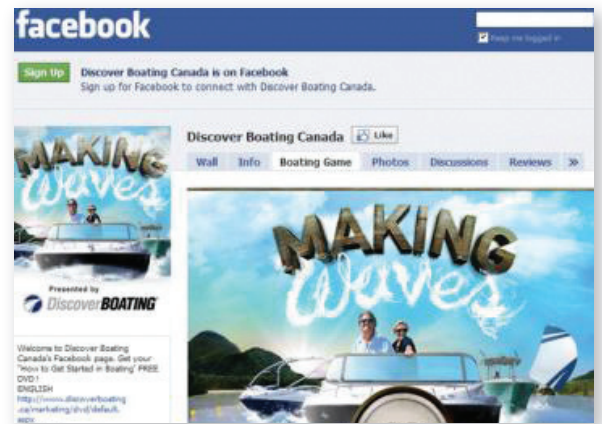 facebook
Keep me logged in
Sign Up
Discover Boating Canada is on Facebook
Sign up for Facebook to connect with Discover Boating Canada.
Discover Boating Canada Like
Wall Info Boating Game Photos Discussions Reviews »
MAKING
Waves
Presented by
Discover BOATING
Welcome to Discover Boating
Canada's Facebook page. Get your
"How to Get Started in Boating" FREE
DVD!
ENGLISH
http://www.discoverboating
.ca/marketing/dvd/default.
aspx
MAKING
Waves